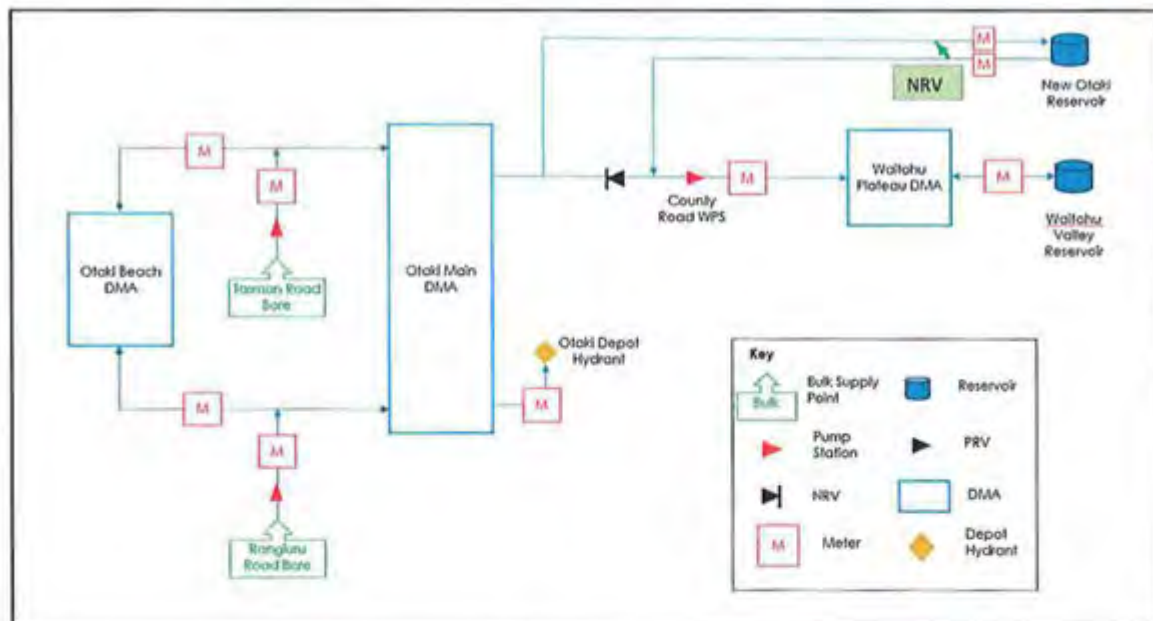 M
M
NRV
New Otaki
Reservoir
M
M
County
Road WPS
M
Waitohu
Plateau DMA
M
Waitohu
Valley
Reservoir
Otaki Beach
DMA
Tasman Road
Bore
Otaki Main
DMA
Otaki Depot
Hydrant
M
M
M
Rangiuru
Road Bore
Key
Bulk
Bulk Supply
Point
Reservoir
Pump
Station
PRV
NRV
DMA
M
Meter
Depot
Hydrant